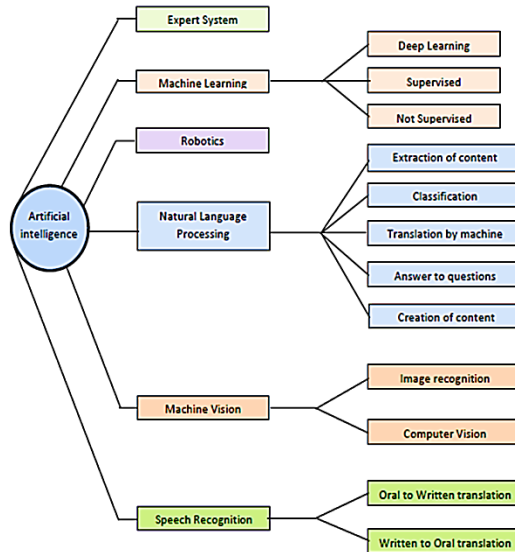 Expert System
Machine Learning
Deep Learning
Supervised
Not Supervised
Robotics
Artificial
intelligence
Natural Language
Processing
Extraction of content
Classification
Translation by machine
Answer to questions
Creation of content
Machine Vision
Image recognition
Computer Vision
Speech Recognition
Oral to Written translation
Written to Oral translation